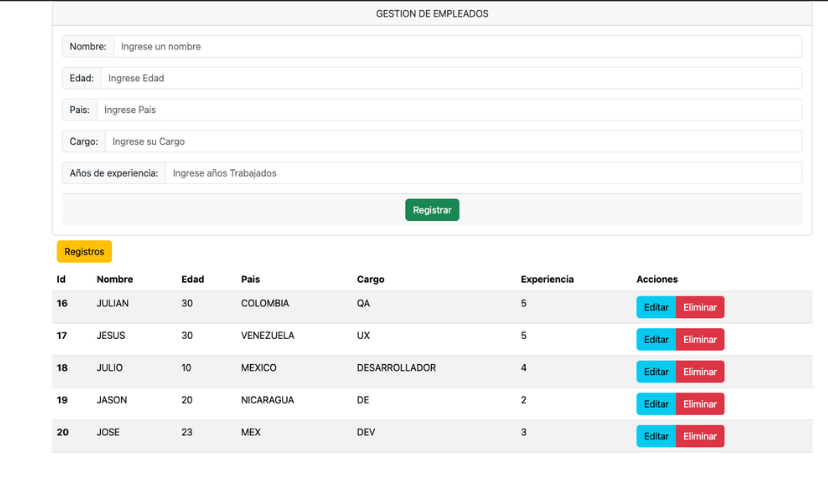 GESTION DE EMPLEADOS
Nombre: Ingrese un nombre
Edad: Ingrese Edad
Pais: Ingrese Pais
Cargo: Ingrese su Cargo
Años de experiencia: Ingrese años Trabajados
Registrar
Registros
Id Nombre Edad Pais Cargo Experiencia Acciones
16 JULIAN 30 COLOMBIA QA 5 Editar Eliminar
17 JESUS 30 VENEZUELA UX 5 Editar Eliminar
18 JULIO 10 MEXICO DESARROLLADOR 4 Editar Eliminar
19 JASON 20 NICARAGUA DE 2 Editar Eliminar
20 JOSE 23 MEX DEV 3 Editar Eliminar